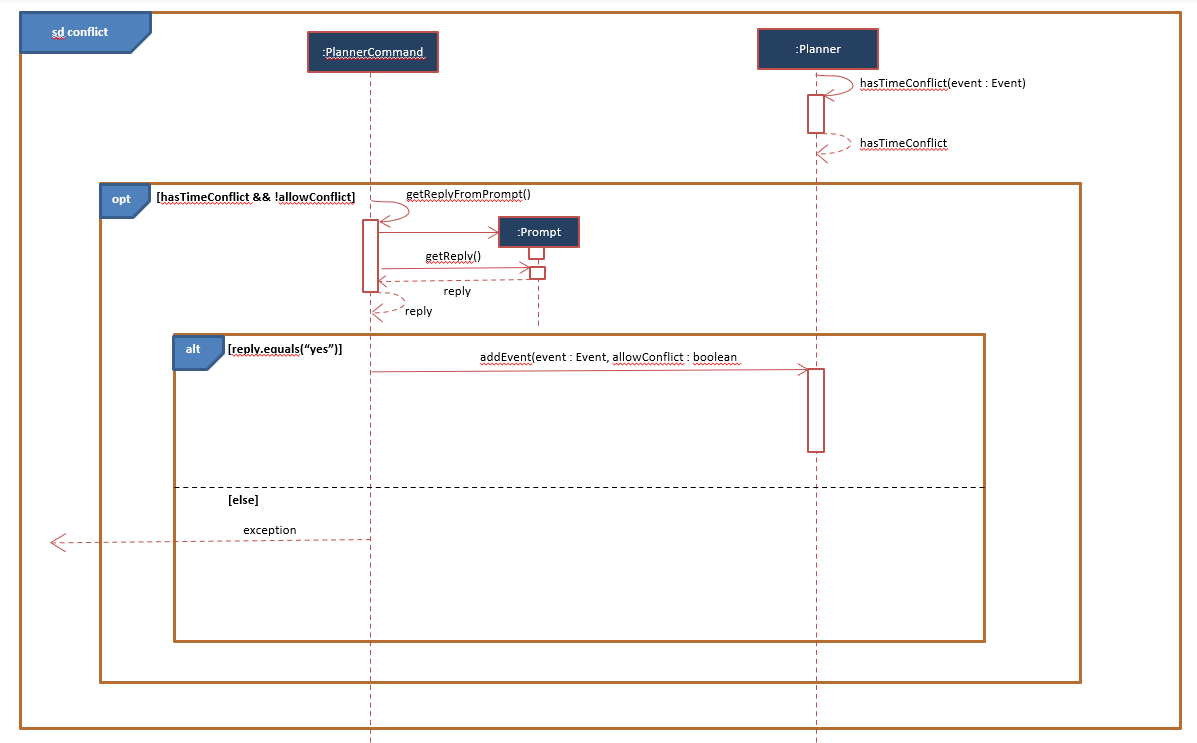 sd conflict
:PlannerCommand
:Planner
hasTimeConflict(event : Event)
hasTimeConflict
opt
[hasTimeConflict && !allowConflict]
getReplyFromPrompt()
:Prompt
getReply()
reply
reply
alt
[reply.equals(“yes”)]
addEvent(event : Event, allowConflict : boolean
[else]
exception